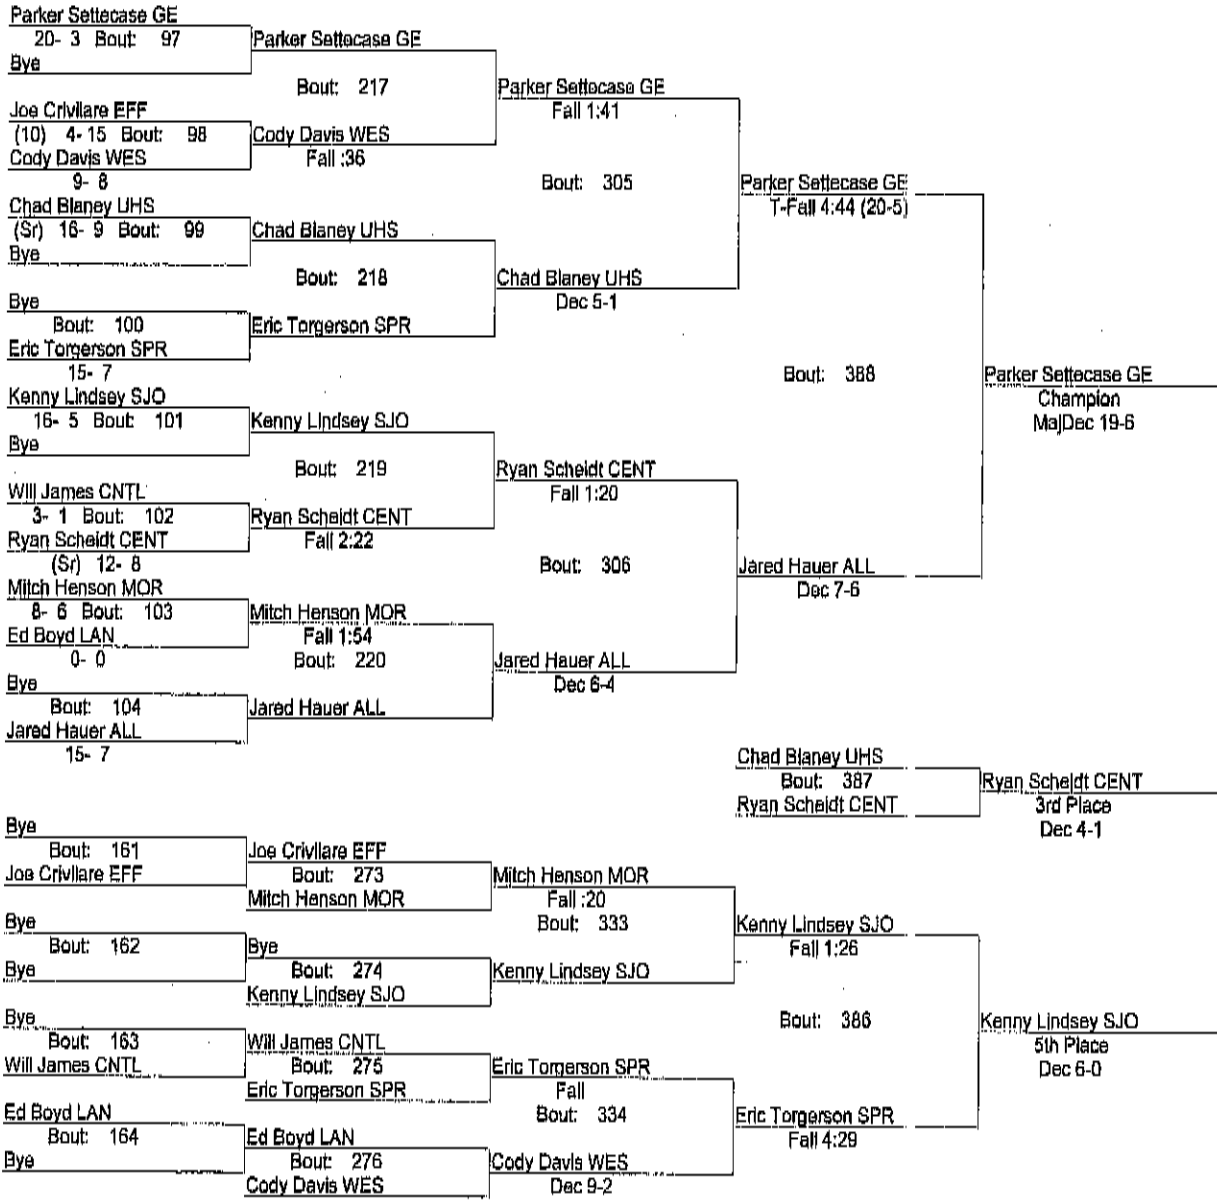 Parker Settecase GE
20- 3 Bout: 97
Bye
Parker Settecase GE
Bout: 217
Joe Crivilare EFF
(10) 4- 15 Bout: 98
Cody Davis WES
9- 8
Cody Davis WES
Fall :36
Parker Settecase GE
Fall 1:41
Bout: 305
Chad Blaney UHS
(Sr) 16- 9 Bout: 99
Bye
Chad Blaney UHS
Bout: 218
Bye
Bout: 100
Eric Torgerson SPR
15- 7
Eric Torgerson SPR
Chad Blaney UHS
Dec 5-1
Parker Settecase GE
T-Fall 4:44 (20-5)
Bout: 388
Parker Settecase GE
Champion
MajDec 19-6
Kenny Lindsey SJO
16- 5 Bout: 101
Bye
Kenny Lindsey SJO
Bout: 219
Will James CNTL
3- 1 Bout: 102
Ryan Scheidt CENT
(Sr) 12- 8
Ryan Scheidt CENT
Fall 2:22
Ryan Scheidt CENT
Fall 1:20
Bout: 306
Mitch Henson MOR
8- 6 Bout: 103
Ed Boyd LAN
0- 0
Mitch Henson MOR
Fall 1:54
Bout: 220
Bye
Bout: 104
Jared Hauer ALL
15- 7
Jared Hauer ALL
Jared Hauer ALL
Dec 6-4
Jared Hauer ALL
Dec 7-6
Chad Blaney UHS
Bout: 387
Ryan Scheidt CENT
Ryan Scheidt CENT
3rd Place
Dec 4-1
Bye
Bout: 161
Joe Crivilare EFF
Joe Crivilare EFF
Bout: 273
Mitch Henson MOR
Mitch Henson MOR
Fall :20
Bout: 333
Bye
Bout: 162
Bye
Bye
Bout: 274
Kenny Lindsey SJO
Kenny Lindsey SJO
Kenny Lindsey SJO
Fall 1:26
Bout: 386
Bye
Bout: 163
Will James CNTL
Will James CNTL
Bout: 275
Eric Torgerson SPR
Eric Torgerson SPR
Fall
Bout: 334
Ed Boyd LAN
Bout: 164
Bye
Ed Boyd LAN
Bout: 276
Cody Davis WES
Cody Davis WES
Dec 9-2
Eric Torgerson SPR
Fall 4:29
Kenny Lindsey SJO
5th Place
Dec 6-0